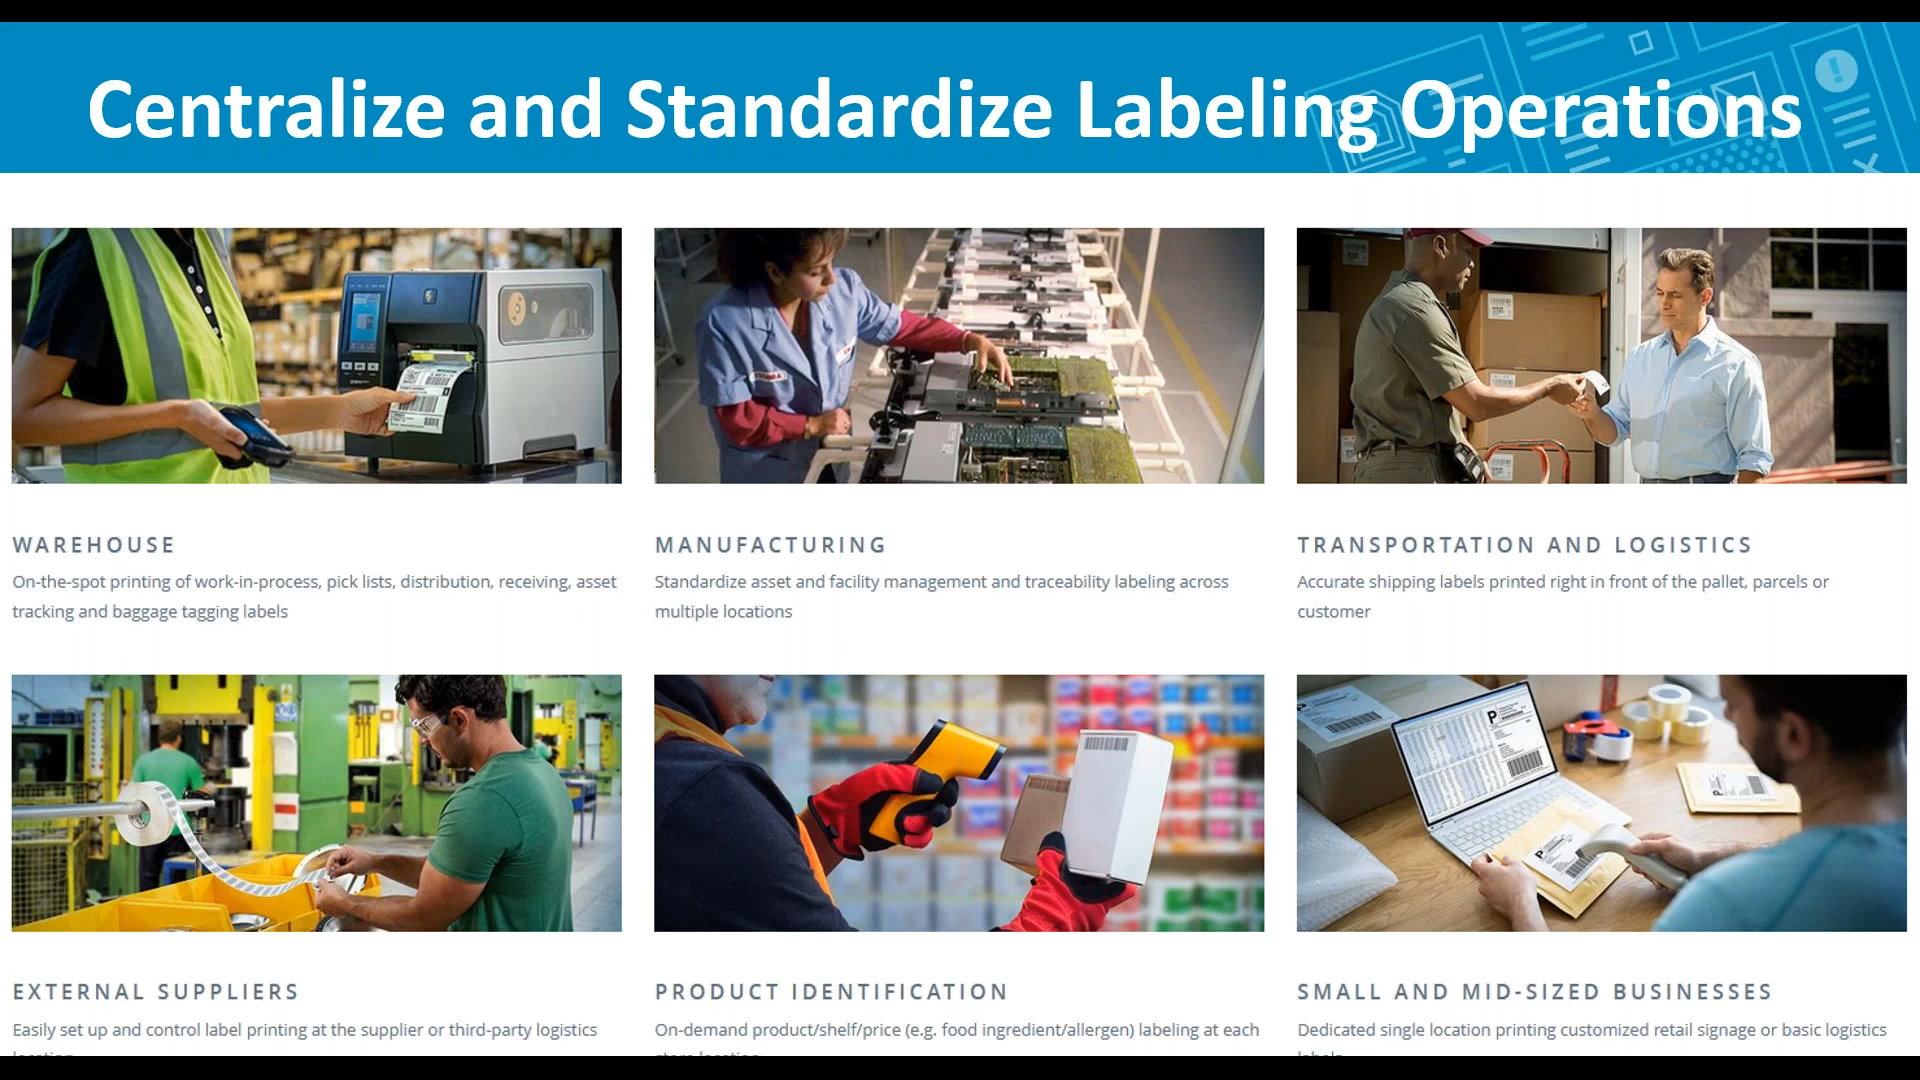 Centralize and Standardize Labeling Operations
WAREHOUSE
On-the-spot printing of work-in-process, pick lists, distribution, receiving, asset
tracking and baggage tagging labels
MANUFACTURING
Standardize asset and facility management and traceability labeling across
multiple locations
TRANSPORTATION AND LOGISTICS
Accurate shipping labels printed right in front of the pallet, parcels or
customer
EXTERNAL SUPPLIERS
Easily set up and control label printing at the supplier or third-party logistics
location
PRODUCT IDENTIFICATION
On-demand product/shelf/price (e.g. food ingredient/allergen) labeling at each
store location
SMALL AND MID-SIZED BUSINESSES
Dedicated single location printing customized retail signage or basic logistics
labels